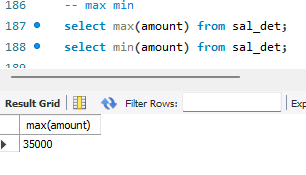 186 -- max min
187 select max(amount) from sal_det;
188 select min(amount) from sal_det;
189
Result Grid Filter Rows:
max(amount)
35000